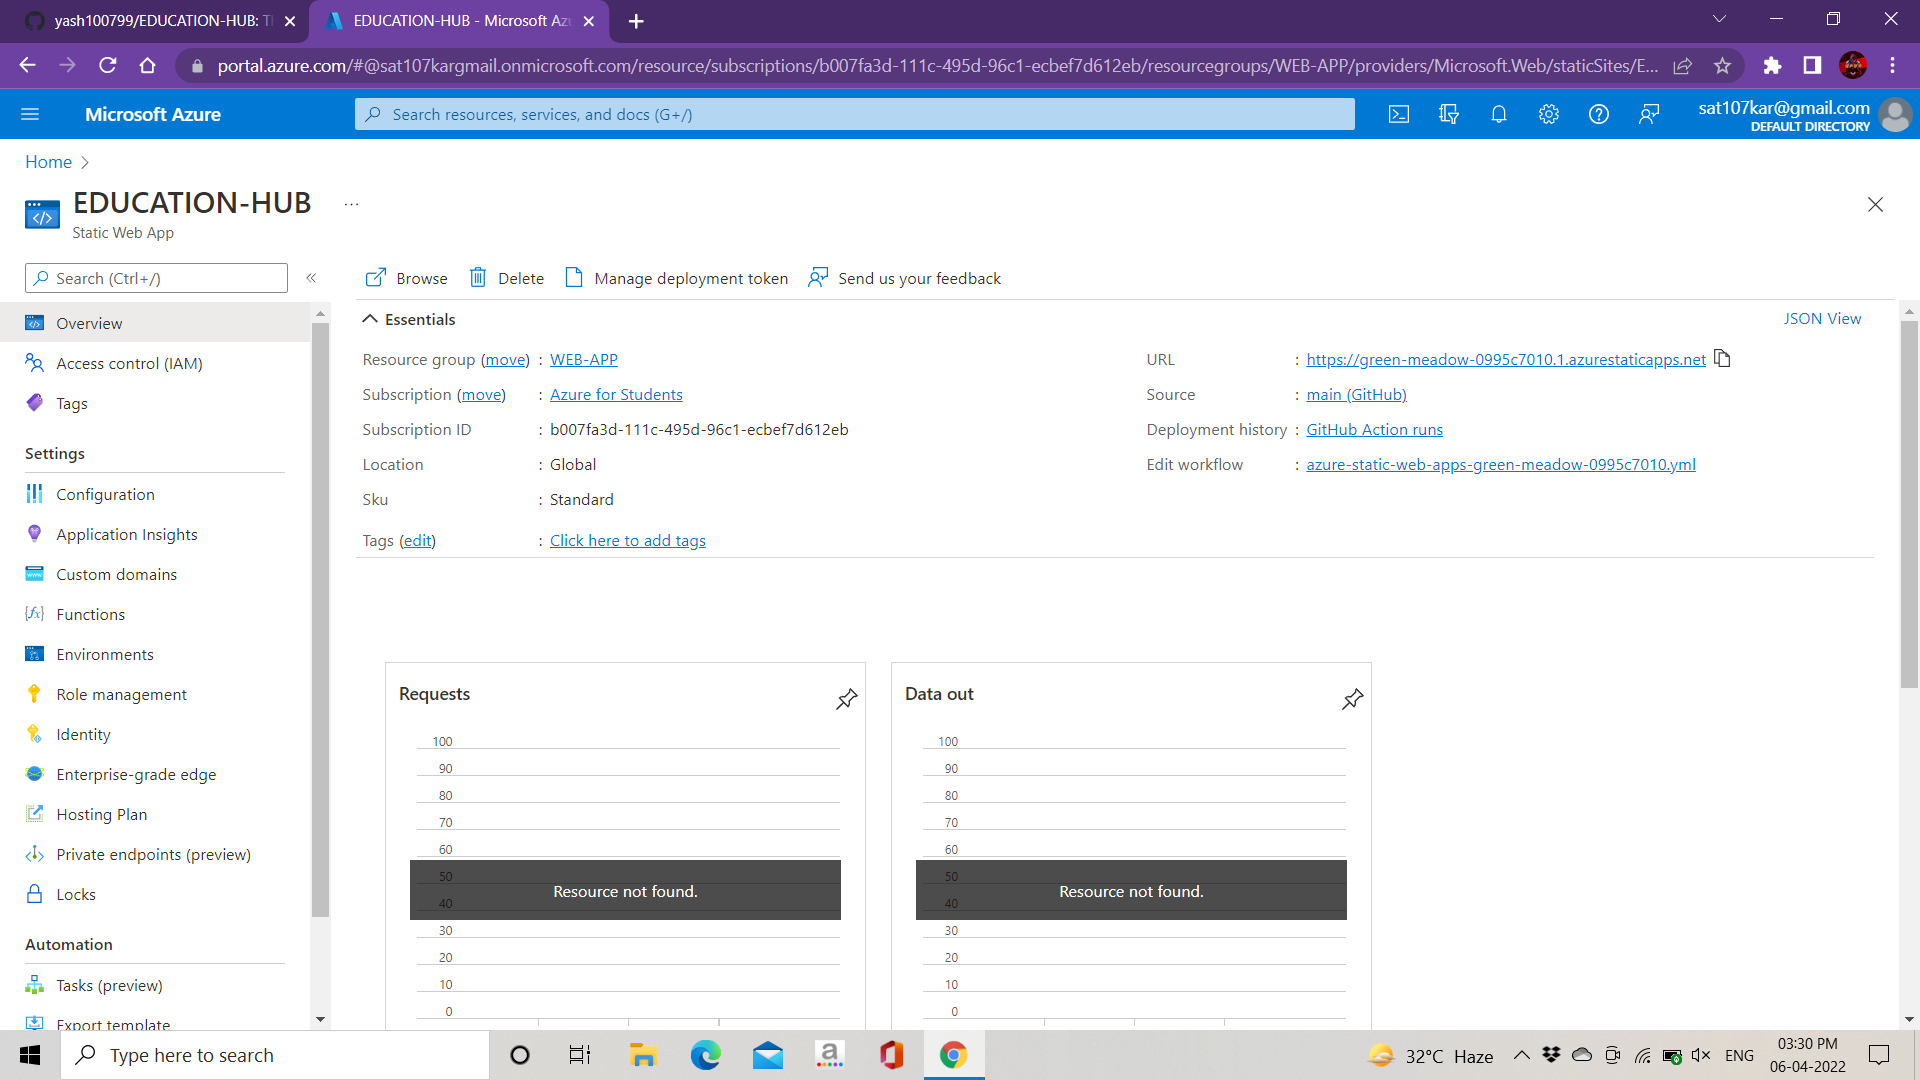 yash100799/EDUCATION-HUB: Th
EDUCATION-HUB - Microsoft Az
portal.azure.com/#@sat107kargmail.onmicrosoft.com/resource/subscriptions/b007fa3d-111c-495d-96c1-ecbef7d612eb/resourcegroups/WEB-APP/providers/Microsoft.Web/staticSites/E...
Microsoft Azure
Search resources, services, and docs (G+/)
sat107kar@gmail.com
DEFAULT DIRECTORY
Home
EDUCATION-HUB ...
Static Web App
Search (Ctrl+/)
Browse
Delete
Manage deployment token
Send us your feedback
Overview
Access control (IAM)
Tags
Settings
Configuration
Application Insights
Custom domains
Functions
Environments
Role management
Identity
Enterprise-grade edge
Hosting Plan
Private endpoints (preview)
Locks
Automation
Tasks (preview)
Export template
Essentials
JSON View
Resource group (move) : WEB-APP
Subscription (move) : Azure for Students
Subscription ID : b007fa3d-111c-495d-96c1-ecbef7d612eb
Location : Global
Sku : Standard
Tags (edit) : Click here to add tags
URL : https://green-meadow-0995c7010.1.azurestaticapps.net
Source : main (GitHub)
Deployment history : GitHub Action runs
Edit workflow : azure-static-web-apps-green-meadow-0995c7010.yml
Requests
100
90
80
70
60
50
Resource not found.
40
30
20
10
0
Data out
100
90
80
70
60
50
Resource not found.
40
30
20
10
0
Type here to search
32°C Haze
ENG
03:30 PM
06-04-2022